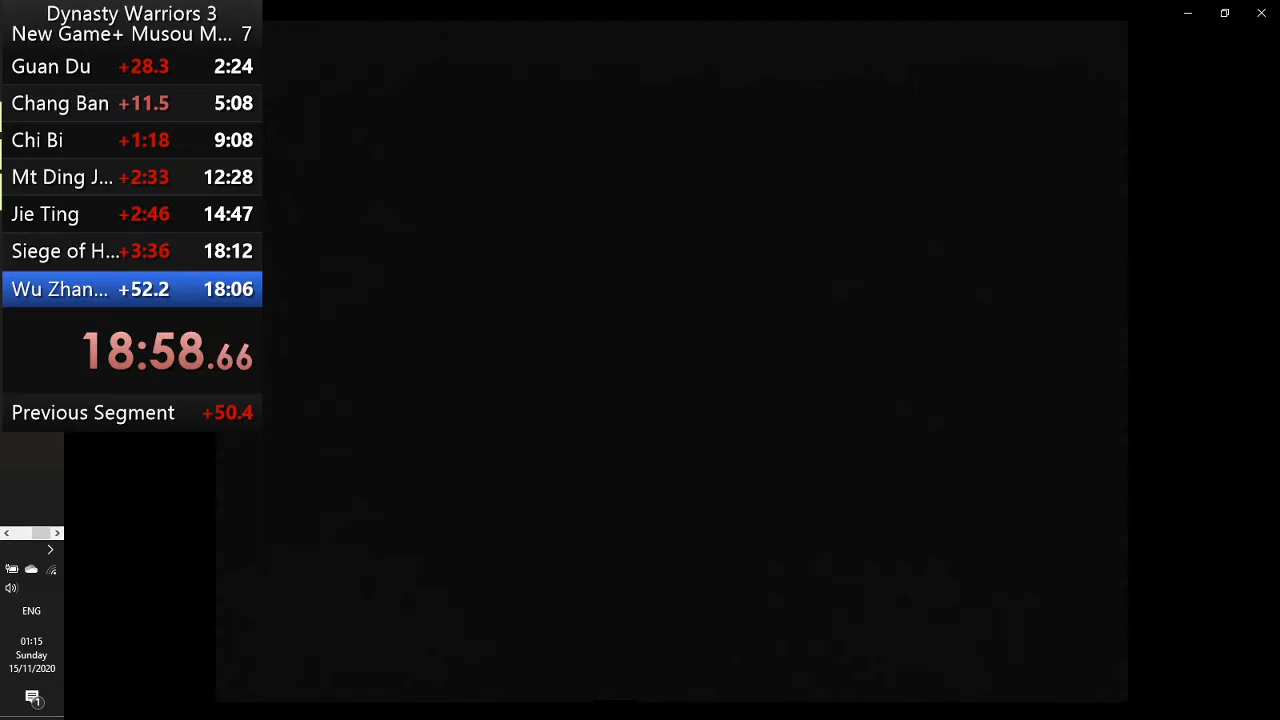 Dynasty Warriors 3
New Game+ Musou M... 7
Guan Du +28.3 2:24
Chang Ban +11.5 5:08
Chi Bi +1:18 9:08
Mt Ding J... +2:33 12:28
Jie Ting +2:46 14:47
Siege of H... +3:36 18:12
Wu Zhan... +52.2 18:06
18:58.66
Previous Segment +50.4
ENG
01:15
Sunday
15/11/2020
1